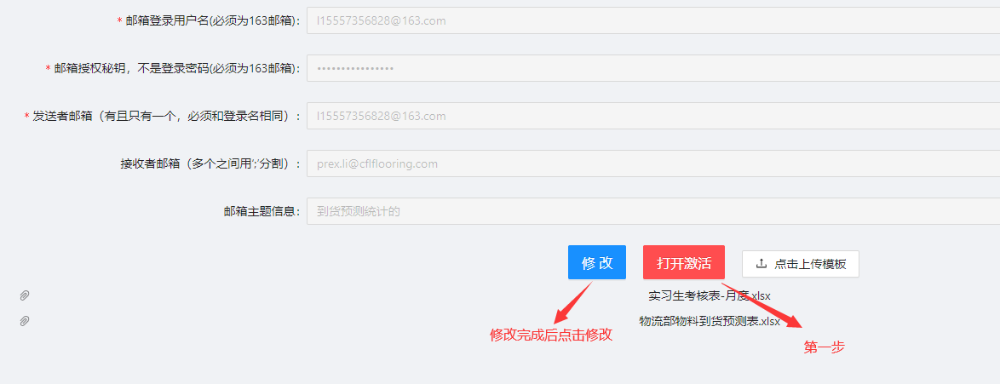 * 邮箱登录用户名(必须为163邮箱): l15557356828@163.com
* 邮箱授权秘钥，不是登录密码(必须为163邮箱): ••••••••••••••••
* 发送者邮箱（有且只有一个，必须和登录名相同）: l15557356828@163.com
接收者邮箱（多个之间用';'分割）: prex.li@cflflooring.com
邮箱主题信息: 到货预测统计的
修 改 打开激活 点击上传模板
实习生考核表-月度.xlsx
物流部物料到货预测表.xlsx
修改完成后点击修改
第一步